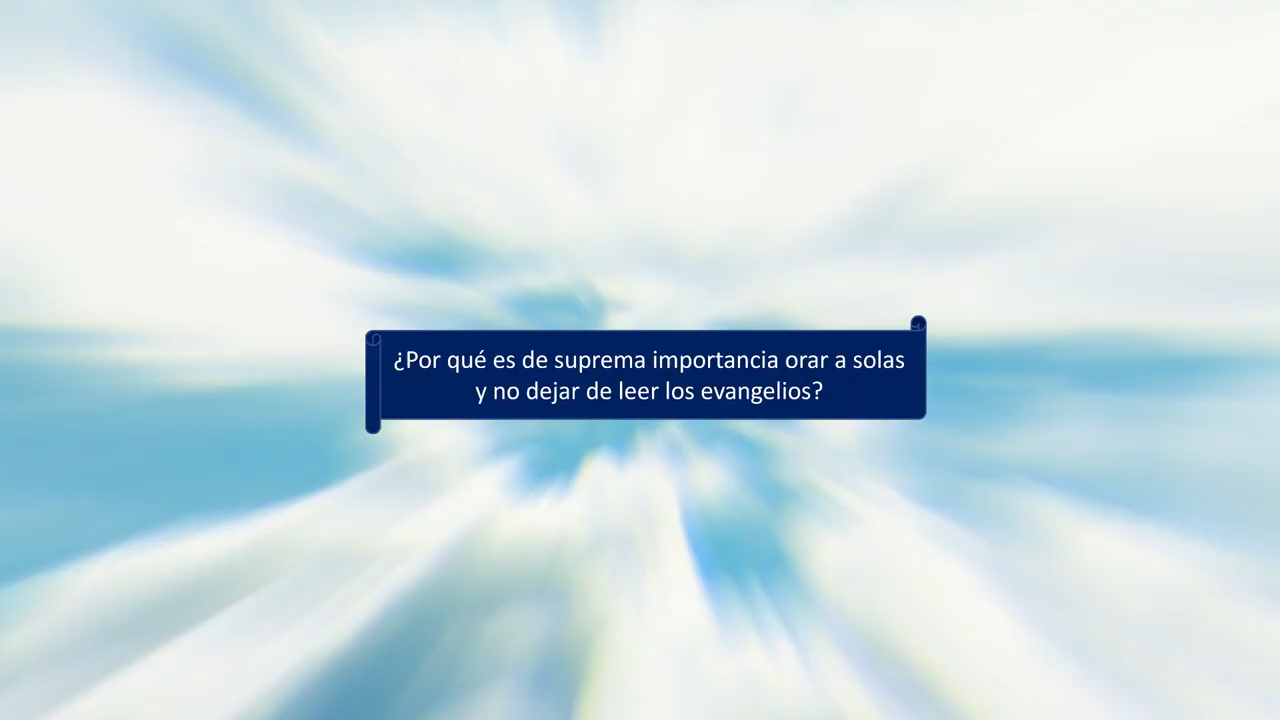 ¿Por qué es de suprema importancia orar a solas
y no dejar de leer los evangelios?